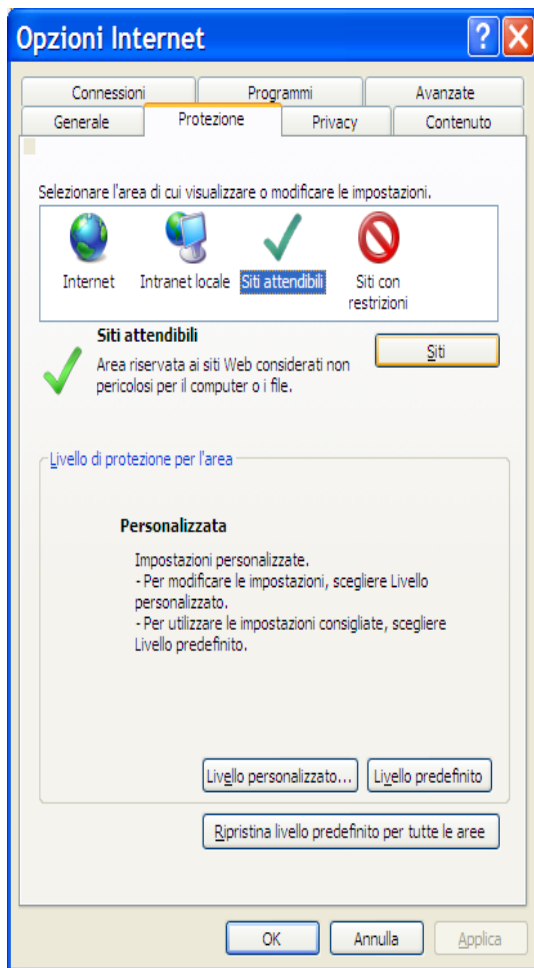 Opzioni Internet
Connessioni
Programmi
Avanzate
Generale
Protezione
Privacy
Contenuto
Selezionare l'area di cui visualizzare o modificare le impostazioni.
Internet
Intranet locale
Siti attendibili
Siti con
restrizioni
Siti attendibili
Area riservata ai siti Web considerati non
pericolosi per il computer o i file.
Siti
Livello di protezione per l'area
Personalizzata
Impostazioni personalizzate.
- Per modificare le impostazioni, scegliere Livello
personalizzato.
- Per utilizzare le impostazioni consigliate, scegliere
Livello predefinito.
Livello personalizzato...
Livello predefinito
Ripristina livello predefinito per tutte le aree
OK
Annulla
Applica